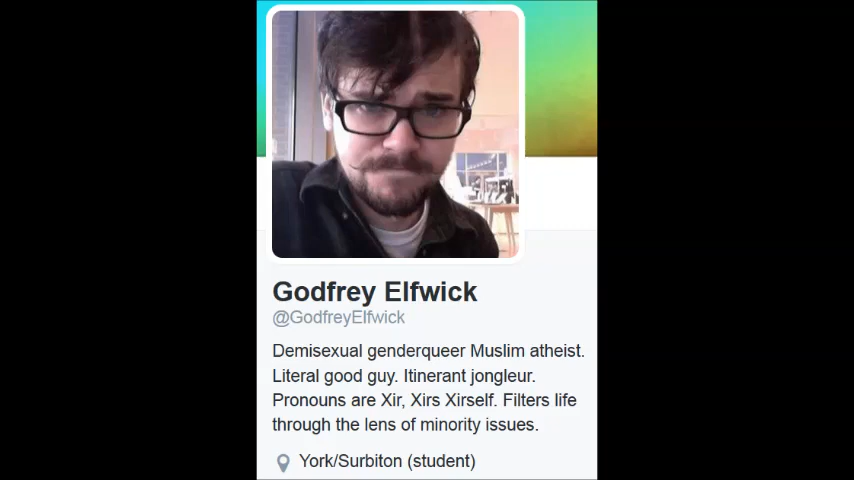 Godfrey Elfwick
@GodfreyElfwick
Demisexual genderqueer Muslim atheist.
Literal good guy. Itinerant jongleur.
Pronouns are Xir, Xirs Xirself. Filters life
through the lens of minority issues.
York/Surbiton (student)